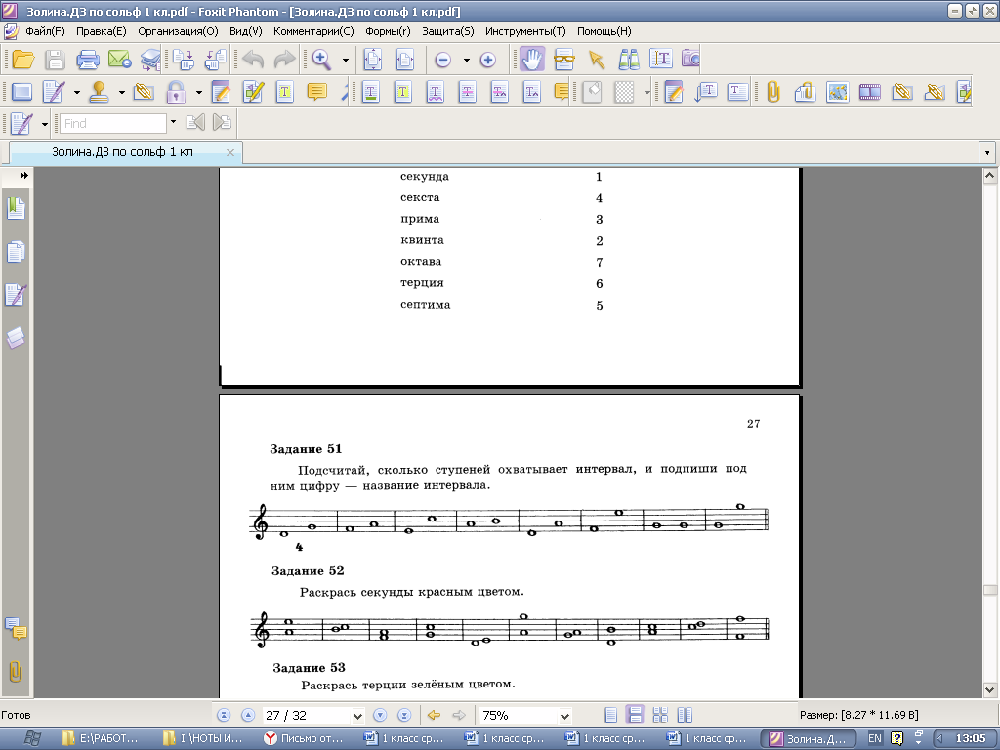 Золина.ДЗ по сольф 1 кл.pdf - Foxit Phantom - [Золина.ДЗ по сольф 1 кл.pdf]
Файл(F) Правка(E) Организация(O) Вид(V) Комментарии(C) Формы(r) Защита(S) Инструменты(T) Помощь(H)
Find
Золина.ДЗ по сольф 1 кл
секунда 1
секста 4
прима 3
квинта 2
октава 7
терция 6
септима 5
27
Задание 51
Подсчитай, сколько ступеней охватывает интервал, и подпиши под
ним цифру — название интервала.
4
Задание 52
Раскрась секунды красным цветом.
Задание 53
Раскрась терции зелёным цветом.
Готов 27 / 32 75% Размер: [8.27 * 11.69 В]
E:\РАБОТ... I:\НОТЫ И... Письмо от... 1 класс ср... 1 класс ср... 1 класс ср... 1 класс ср... Золина.Д... EN 13:05